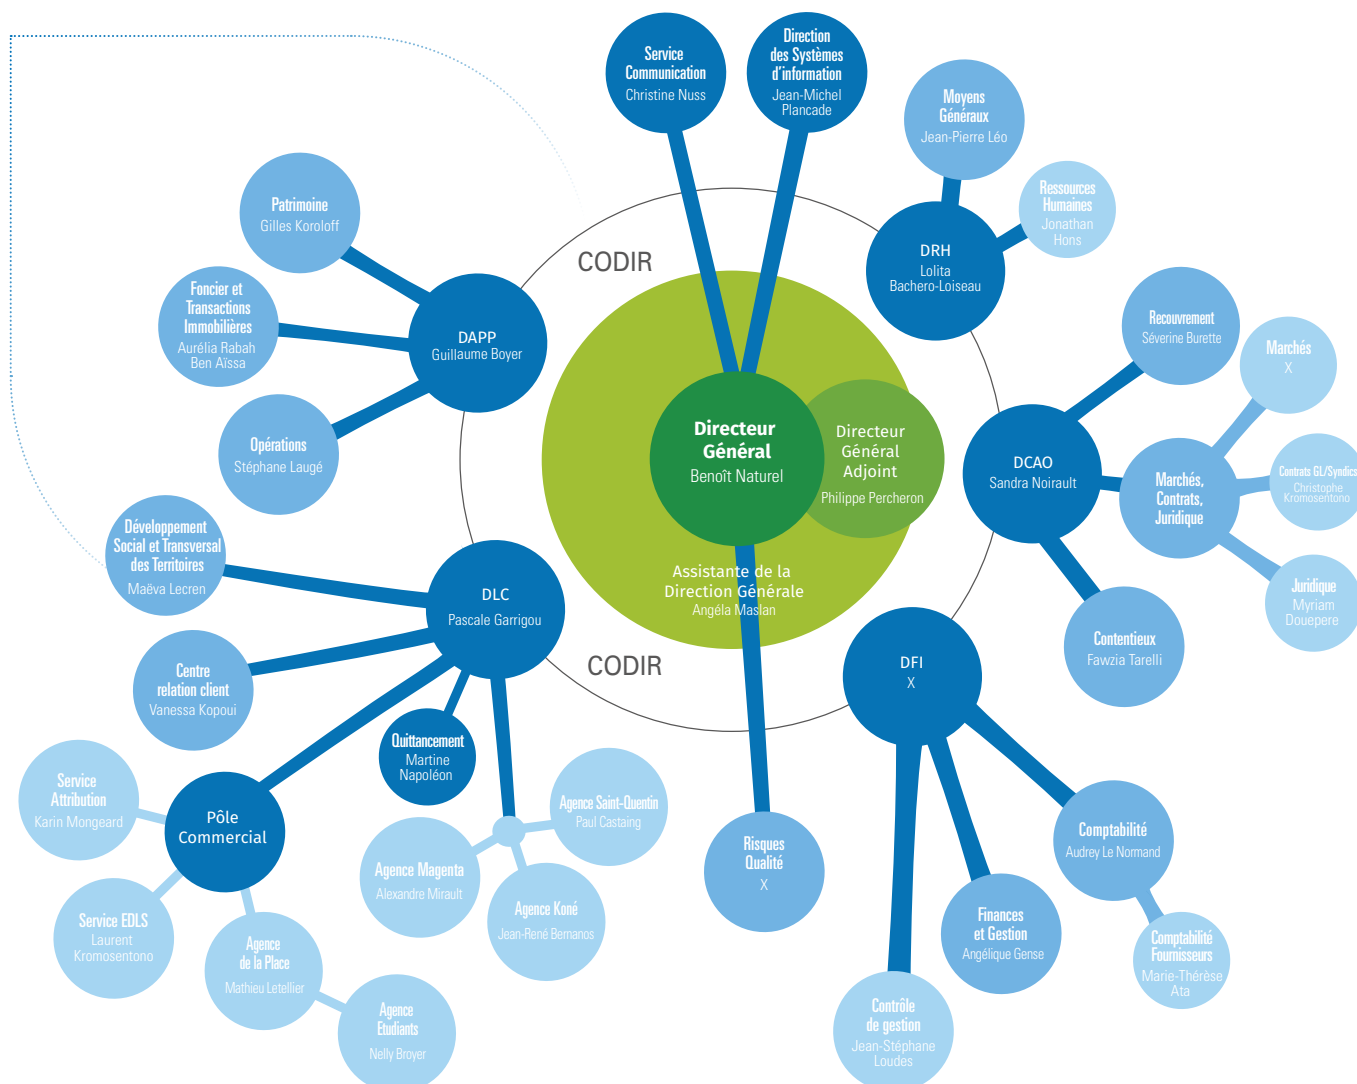 Service
Communication
Christine Nuss
Direction
des Systèmes
d'information
Jean-Michel
Plancade
Moyens
Généraux
Jean-Pierre Léo
Ressources
Humaines
Jonathan
Hons
DRH
Lolita
Bachero-Loiseau
Patrimoine
Gilles Koroloff
CODIR
Foncier et
Transactions
Immobilières
Aurélia Rabah
Ben Aïssa
DAPP
Guillaume Boyer
Opérations
Stéphane Laugé
Recouvrement
Séverine Burette
Marchés
X
Directeur
Général
Benoît Naturel
Directeur
Général
Adjoint
Philippe Percheron
DCAO
Sandra Noirault
Marchés,
Contrats,
Juridique
Contrats GL/Syndics
Christophe
Kromosentono
Juridique
Myriam
Douepere
Contentieux
Fawzia Tarelli
Assistante de la
Direction Générale
Angéla Maslan
Développement
Social et Transversal
des Territoires
Maëva Lecren
DLC
Pascale Garrigou
CODIR
Centre
relation client
Vanessa Kopoui
Quittancement
Martine
Napoléon
DFI
X
Service
Attribution
Karin Mongeard
Pôle
Commercial
Agence Saint-Quentin
Paul Castaing
Agence Magenta
Alexandre Mirault
Agence Koné
Jean-René Bernanos
Service EDLS
Laurent
Kromosentono
Agence
de la Place
Mathieu Letellier
Agence
Etudiants
Nelly Broyer
Risques
Qualité
X
Comptabilité
Audrey Le Normand
Finances
et Gestion
Angélique Gense
Comptabilité
Fournisseurs
Marie-Thérèse
Ata
Contrôle
de gestion
Jean-Stéphane
Loudes